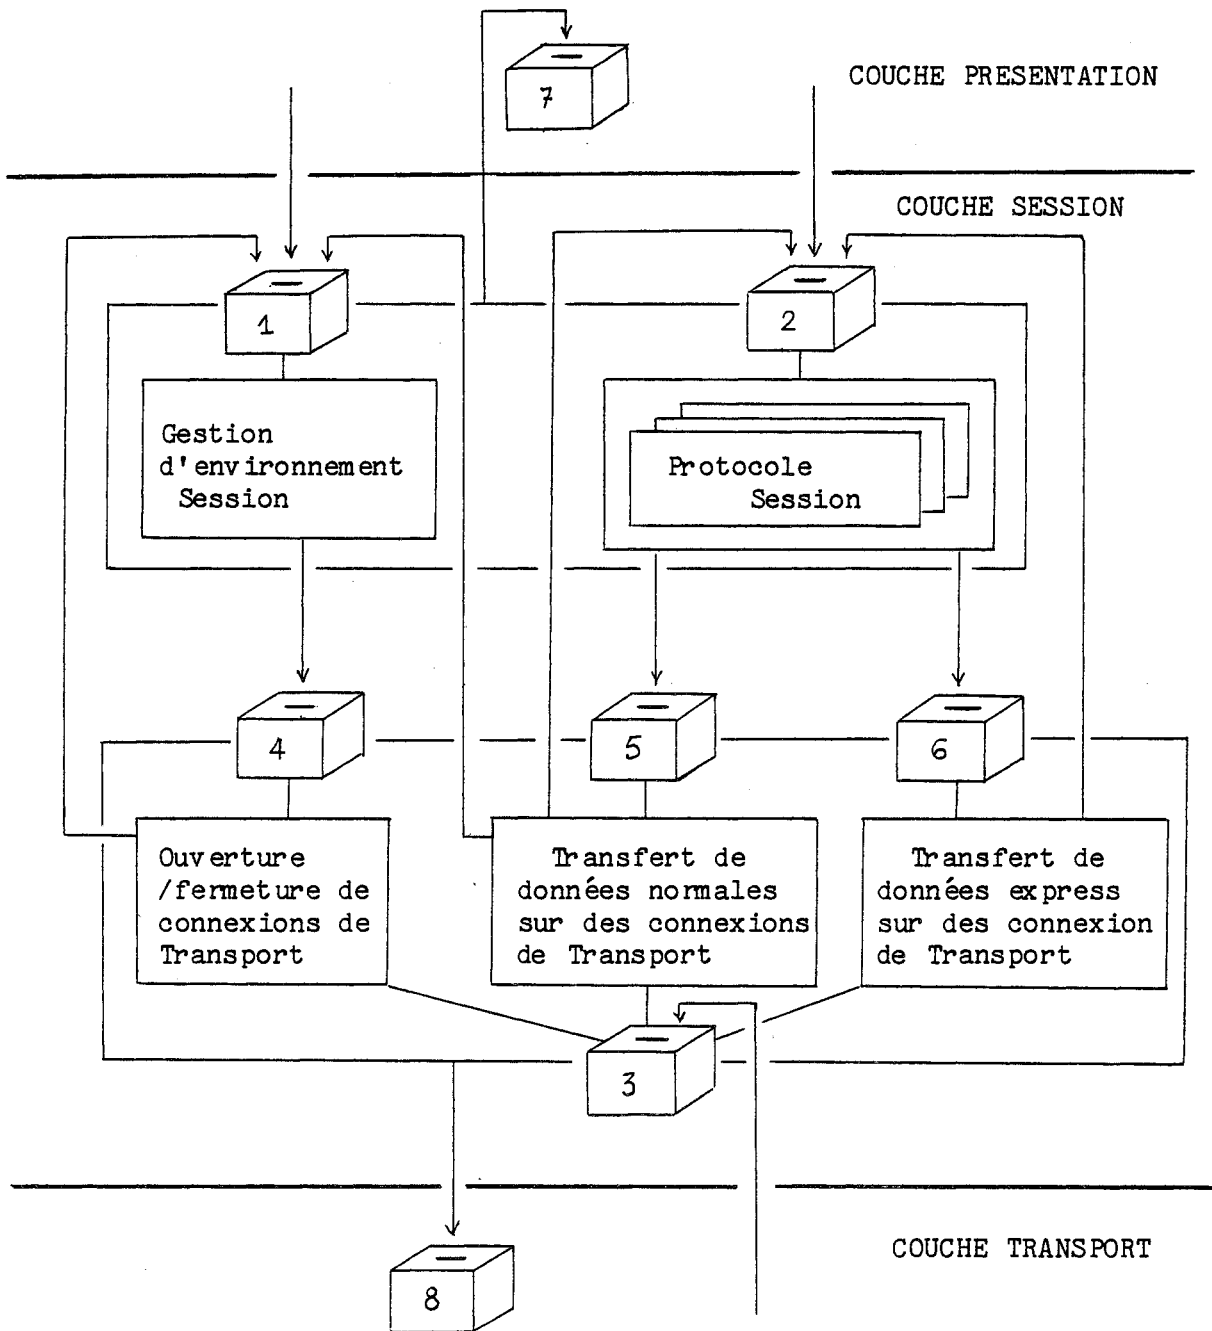 7
COUCHE PRESENTATION
COUCHE SESSION
1
2
Gestion
d'environnement
Session
Protocole
Session
4
5
6
Ouverture
/fermeture de
connexions de
Transport
Transfert de
données normales
sur des connexions
de Transport
Transfert de
données express
sur des connexion
de Transport
3
COUCHE TRANSPORT
8